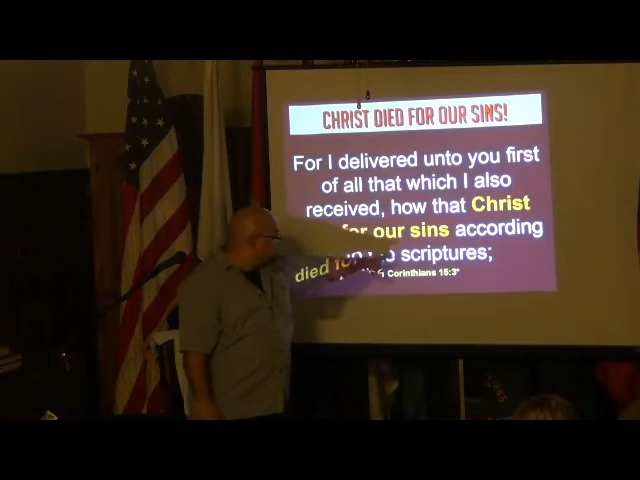 CHRIST DIED FOR OUR SINS!
For I delivered unto you first
of all that which I also
received, how that Christ
died for our sins according
scriptures;
1 Corinthians 15:3